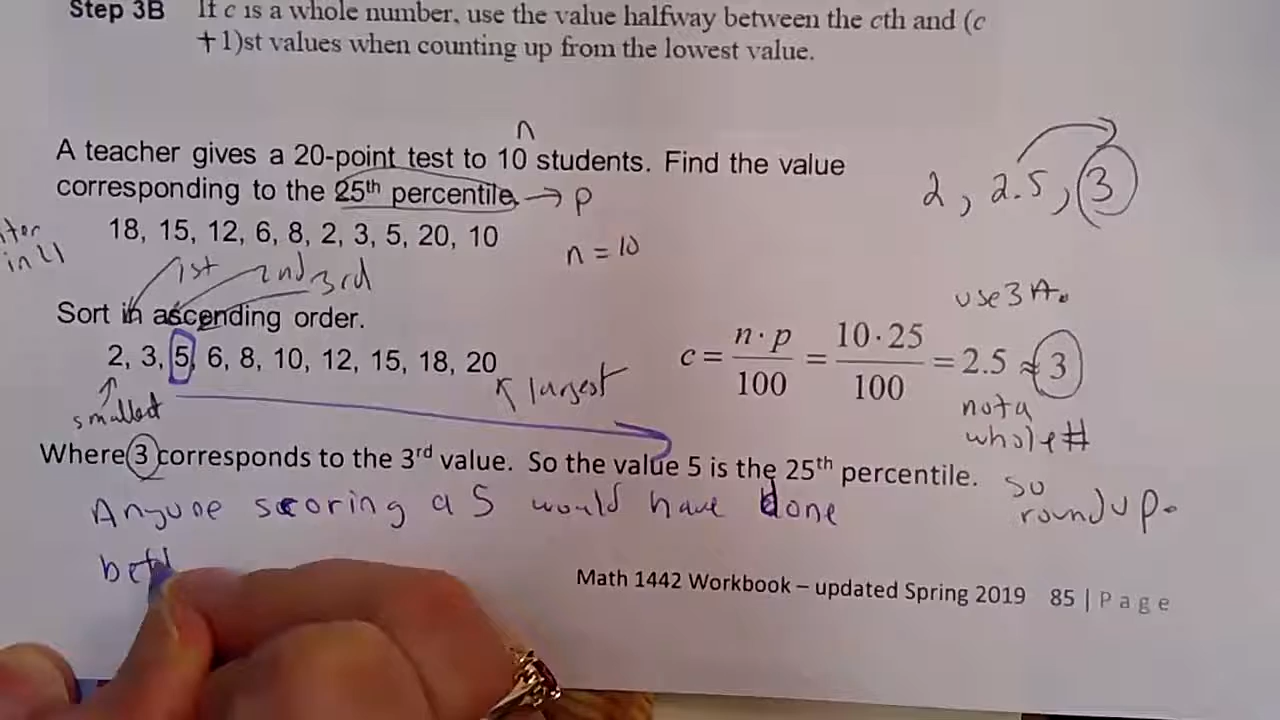 Step 3B If c is a whole number, use the value halfway between the cth and (c
+1)st values when counting up from the lowest value.
n
A teacher gives a 20-point test to 10 students. Find the value
corresponding to the 25th percentile. → p
2, 2.5, 3
18, 15, 12, 6, 8, 2, 3, 5, 20, 10
n = 10
in 21
1st 2nd 3rd
use 3A.
Sort in ascending order.
2, 3, 5, 6, 8, 10, 12, 15, 18, 20
c = n · p / 100 = 10 · 25 / 100 = 2.5 ≈ 3
smallest
largest
not a
whole #
Where 3 corresponds to the 3rd value. So the value 5 is the 25th percentile.
so
round up.
Anyone scoring a 5 would have done
bett
Math 1442 Workbook – updated Spring 2019 85 | Page